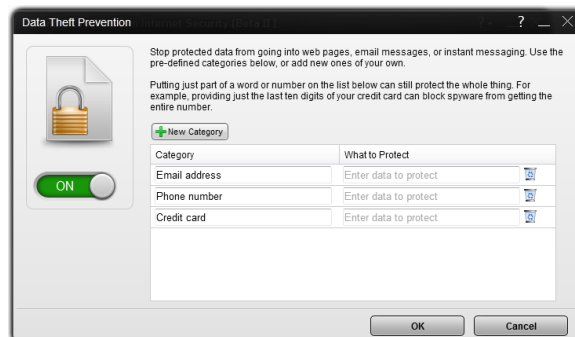 Data Theft Prevention
Internet Security [Beta II]
? _ X
Stop protected data from going into web pages, email messages, or instant messaging. Use the
pre-defined categories below, or add new ones of your own.
Putting just part of a word or number on the list below can still protect the whole thing. For
example, providing just the last ten digits of your credit card can block spyware from getting the
entire number.
New Category
Category What to Protect
Email address Enter data to protect
Phone number Enter data to protect
Credit card Enter data to protect
ON
OK Cancel